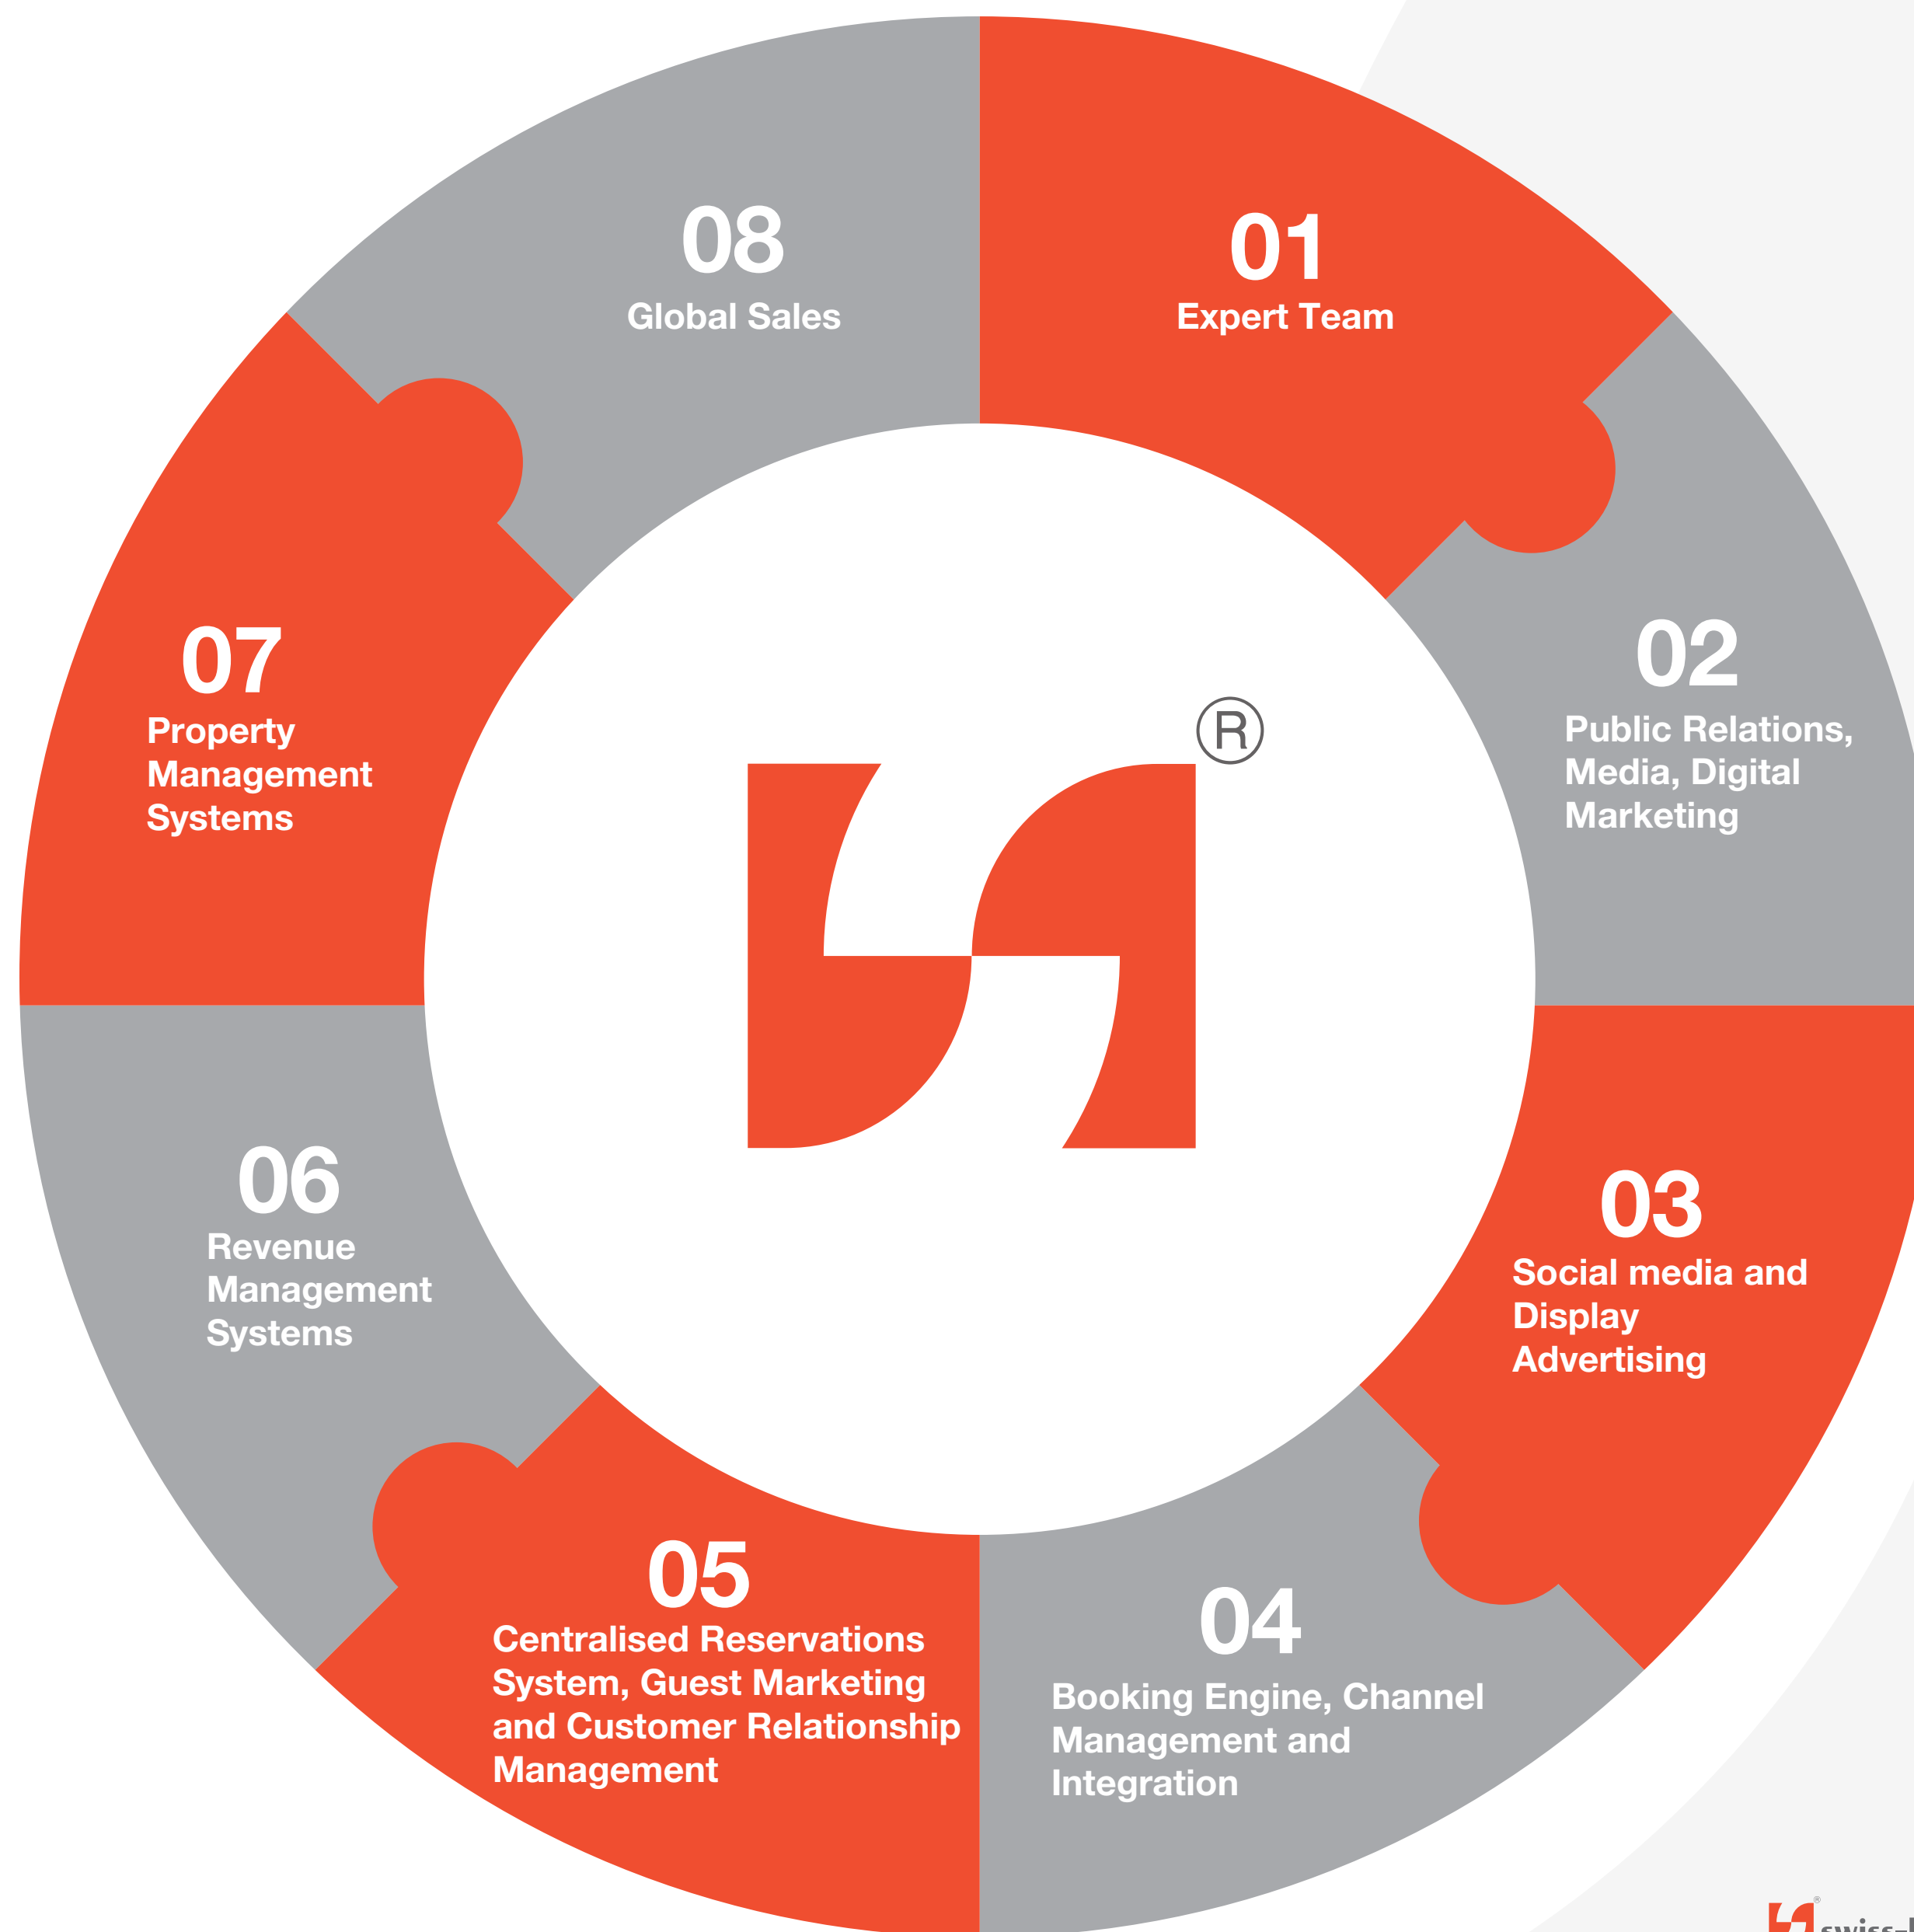 01
Expert Team
02
Public Relations,
Media, Digital
Marketing
03
Social media and
Display
Advertising
04
Booking Engine, Channel
Management and
Integration
05
Centralised Reservations
System, Guest Marketing
and Customer Relationship
Management
06
Revenue
Management
Systems
07
Property
Management
Systems
08
Global Sales
®